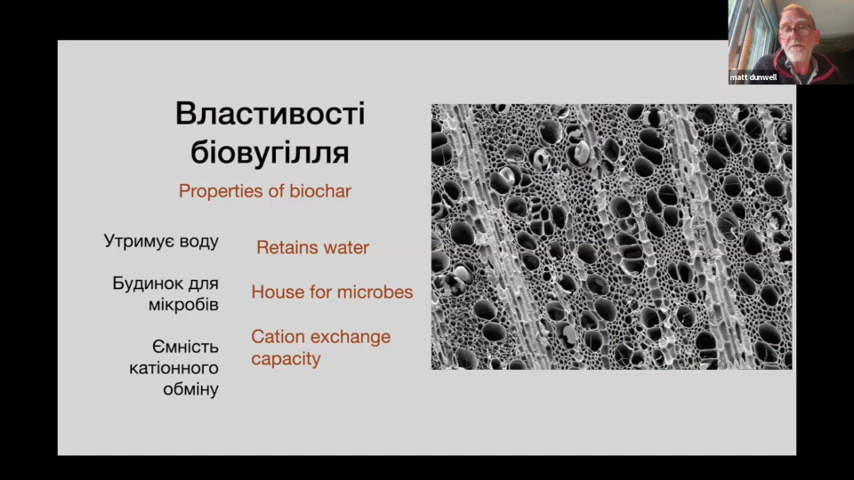 Властивості
біовугілля
Properties of biochar
Утримує воду
Retains water
Будинок для
мікробів
House for microbes
Ємність
катіонного
обміну
Cation exchange
capacity
matt dunwell